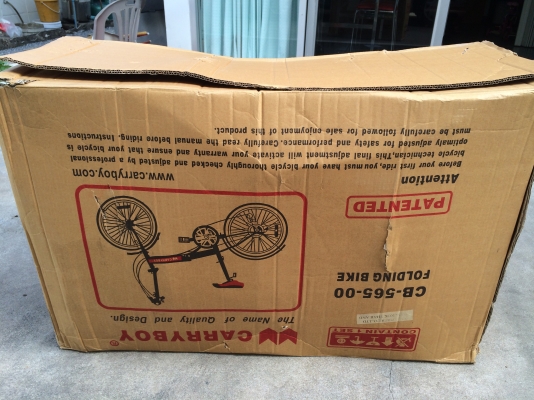 CONTAIN 1 SET
CARRYBOY®
The Name of Quality and Design.
CB-565-00
FOLDING BIKE
PATENTED
www.carryboy.com
Attention
Before your first ride, you must have your bicycle thoroughly checked and adjusted by a professional
bicycle technician, This final adjustment will activate your warranty and ensure that your bicycle is
optimally adjusted for safety and performance. Carefully read the manual before riding. Instructions
must be carefully followed for safe enjoyment of this product.